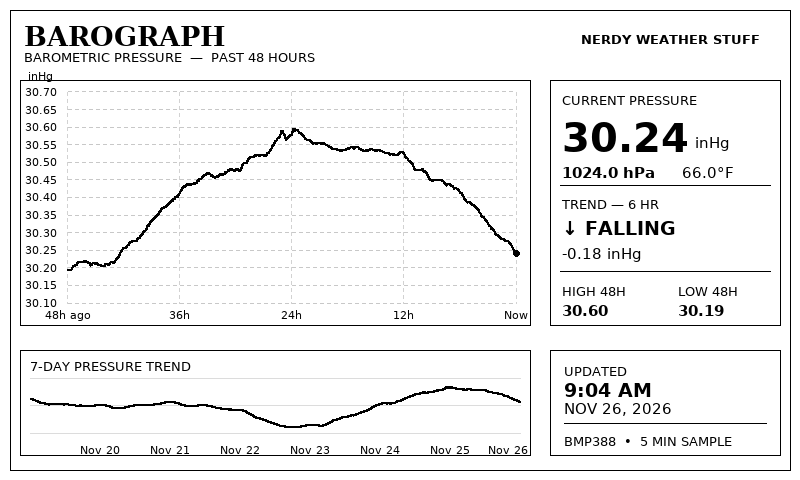 BAROGRAPH
BAROMETRIC PRESSURE — PAST 48 HOURS
NERDY WEATHER STUFF
inHg
30.70
30.65
30.60
30.55
30.50
30.45
30.40
30.35
30.30
30.25
30.20
30.15
30.10
48h ago 36h 24h 12h Now
CURRENT PRESSURE
30.24 inHg
1024.0 hPa 66.0°F
TREND — 6 HR
↓ FALLING
-0.18 inHg
HIGH 48H LOW 48H
30.60 30.19
7-DAY PRESSURE TREND
Nov 20 Nov 21 Nov 22 Nov 23 Nov 24 Nov 25 Nov 26
UPDATED
9:04 AM
NOV 26, 2026
BMP388 • 5 MIN SAMPLE